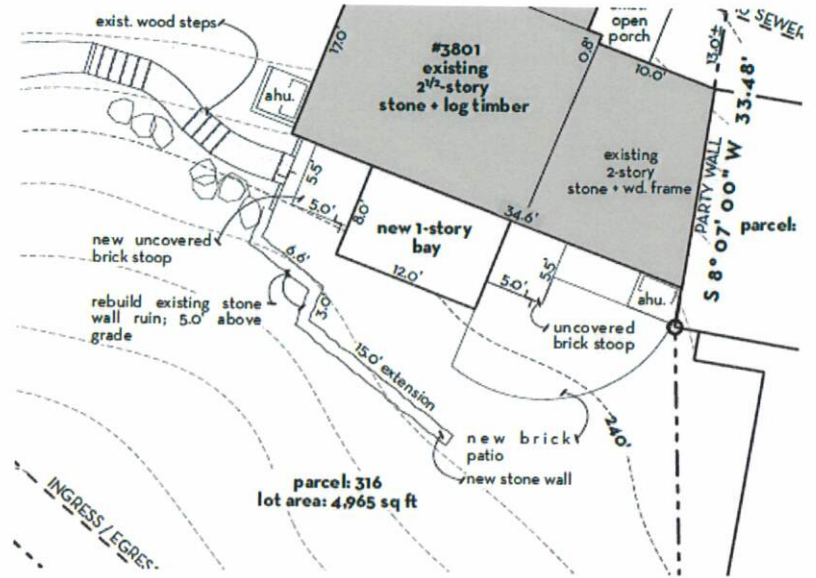 exist. wood steps
ahu.
17.0'
#3801
existing
2 1/2-story
stone + log timber
0.8'
open
porch
10.0'
13.0'±
SEWER
existing
2-story
stone + wd. frame
PARTY WALL
S 8° 07' 00" W 33.48'
parcel:
5.5'
5.0'
8.0'
34.6'
new 1-story
bay
12.0'
new uncovered
brick stoop
6.6'
3.0'
rebuild existing stone
wall ruin; 5.0' above
grade
5.0'
5.5'
ahu.
uncovered
brick stoop
15.0' extension
new brick
patio
240'
new stone wall
parcel: 316
lot area: 4,965 sq ft
INGRESS/EGRES